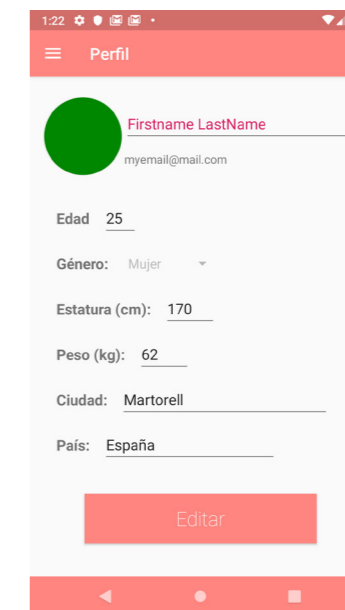 1:22
Perfil
Firstname LastName
myemail@mail.com
Edad 25
Género: Mujer
Estatura (cm): 170
Peso (kg): 62
Ciudad: Martorell
País: España
Editar